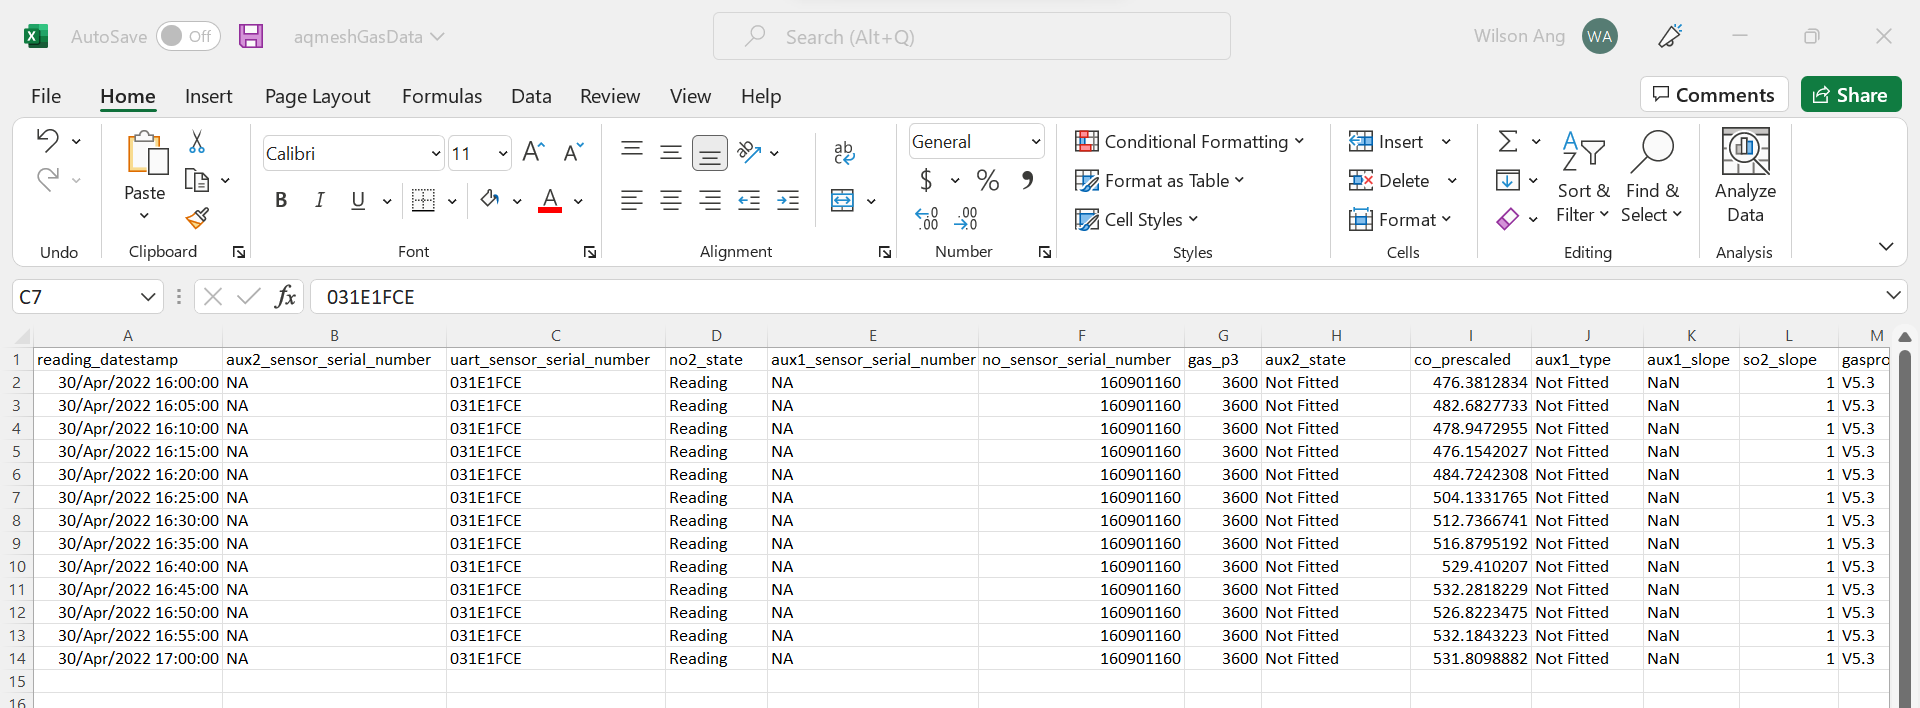 AutoSave Off aqmeshGasData Search (Alt+Q) Wilson Ang WA
File Home Insert Page Layout Formulas Data Review View Help Comments Share
Calibri 11 General Conditional Formatting Insert
Paste Format as Table Delete Sort & Filter Find & Select Analyze Data
B I U A $ % Cell Styles Format
Undo Clipboard Font Alignment Number Styles Cells Editing Analysis
C7 fx 031E1FCE
A B C D E F G H I J K L M
1 reading_datestamp aux2_sensor_serial_number uart_sensor_serial_number no2_state aux1_sensor_serial_number no_sensor_serial_number gas_p3 aux2_state co_prescaled aux1_type aux1_slope so2_slope gaspro
2 30/Apr/2022 16:00:00 NA 031E1FCE Reading NA 160901160 3600 Not Fitted 476.3812834 Not Fitted NaN 1 V5.3
3 30/Apr/2022 16:05:00 NA 031E1FCE Reading NA 160901160 3600 Not Fitted 482.6827733 Not Fitted NaN 1 V5.3
4 30/Apr/2022 16:10:00 NA 031E1FCE Reading NA 160901160 3600 Not Fitted 478.9472955 Not Fitted NaN 1 V5.3
5 30/Apr/2022 16:15:00 NA 031E1FCE Reading NA 160901160 3600 Not Fitted 476.1542027 Not Fitted NaN 1 V5.3
6 30/Apr/2022 16:20:00 NA 031E1FCE Reading NA 160901160 3600 Not Fitted 484.7242308 Not Fitted NaN 1 V5.3
7 30/Apr/2022 16:25:00 NA 031E1FCE Reading NA 160901160 3600 Not Fitted 504.1331765 Not Fitted NaN 1 V5.3
8 30/Apr/2022 16:30:00 NA 031E1FCE Reading NA 160901160 3600 Not Fitted 512.7366741 Not Fitted NaN 1 V5.3
9 30/Apr/2022 16:35:00 NA 031E1FCE Reading NA 160901160 3600 Not Fitted 516.8795192 Not Fitted NaN 1 V5.3
10 30/Apr/2022 16:40:00 NA 031E1FCE Reading NA 160901160 3600 Not Fitted 529.410207 Not Fitted NaN 1 V5.3
11 30/Apr/2022 16:45:00 NA 031E1FCE Reading NA 160901160 3600 Not Fitted 532.2818229 Not Fitted NaN 1 V5.3
12 30/Apr/2022 16:50:00 NA 031E1FCE Reading NA 160901160 3600 Not Fitted 526.8223475 Not Fitted NaN 1 V5.3
13 30/Apr/2022 16:55:00 NA 031E1FCE Reading NA 160901160 3600 Not Fitted 532.1843223 Not Fitted NaN 1 V5.3
14 30/Apr/2022 17:00:00 NA 031E1FCE Reading NA 160901160 3600 Not Fitted 531.8098882 Not Fitted NaN 1 V5.3
15
16